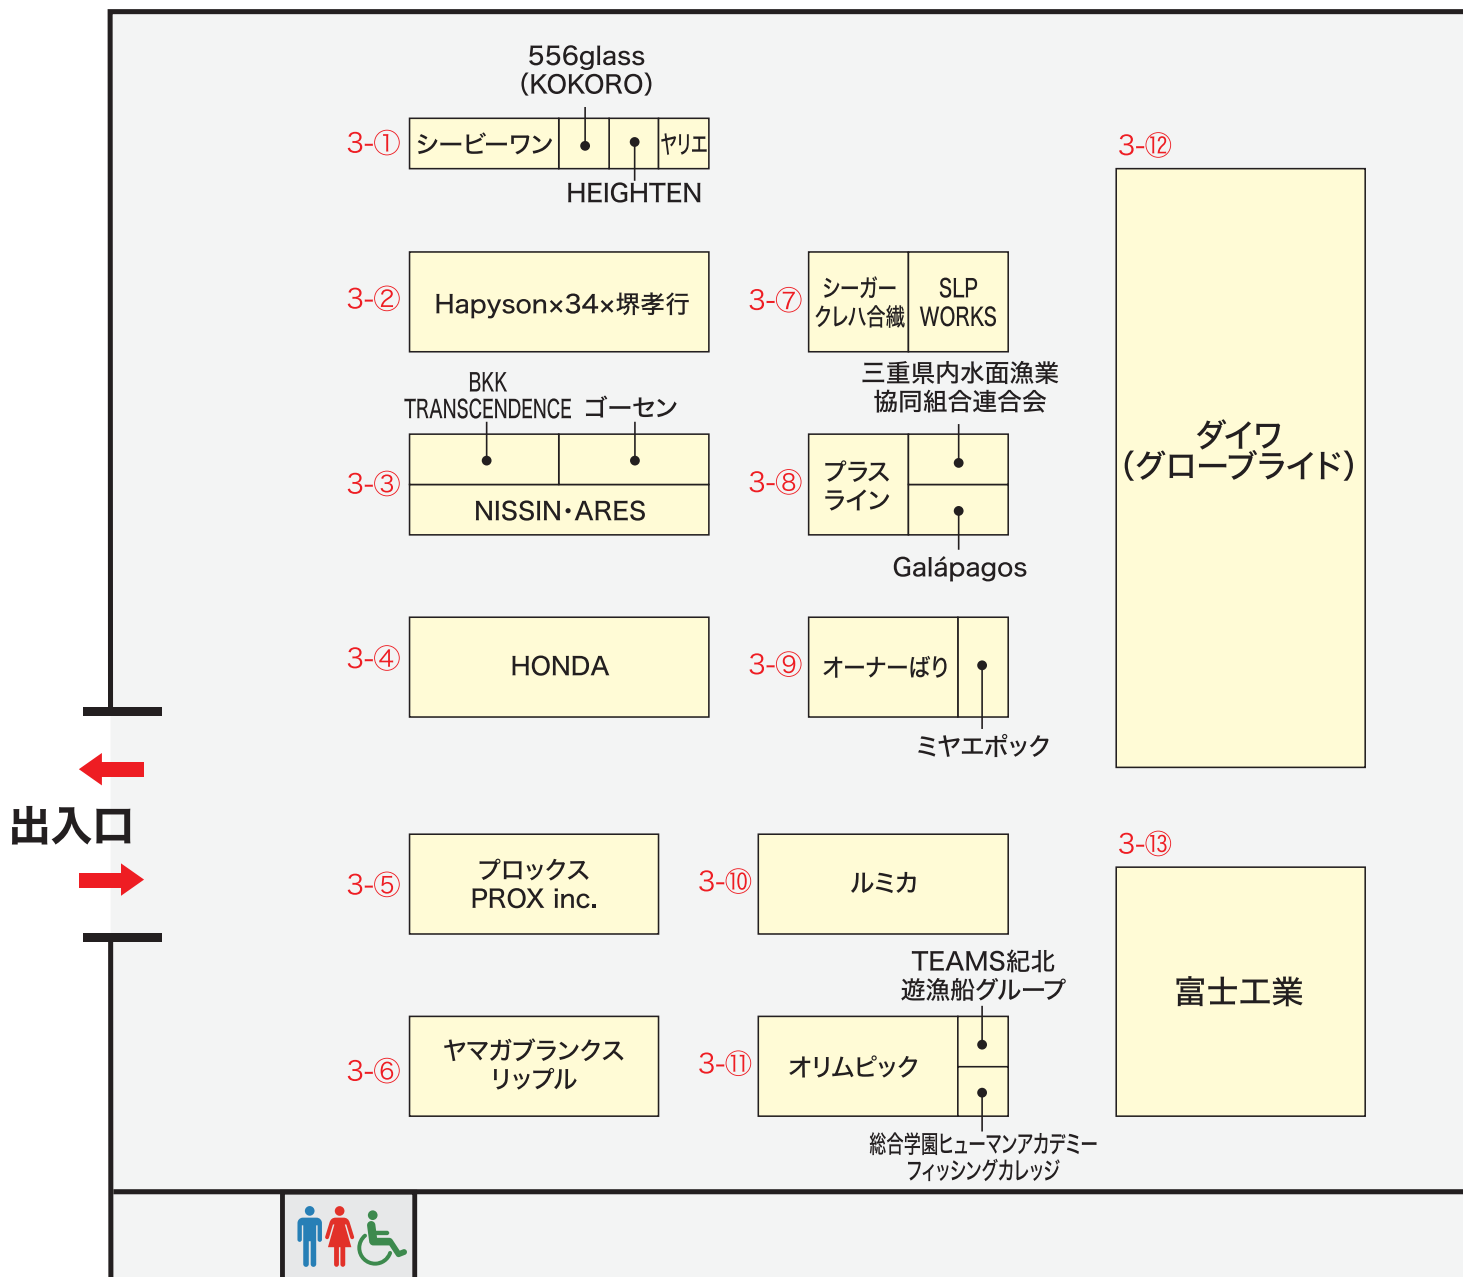 556glass
（KOKORO）
3-①
シービーワン
ヤリエ
HEIGHTEN
3-②
Hapyson×34×堺孝行
BKK
TRANSCENDENCE
ゴーセン
3-③
NISSIN・ARES
3-④
HONDA
出入口
3-⑤
プロックス
PROX inc.
3-⑥
ヤマガブランクス
リップル
3-⑦
シーガー
クレハ合繊
SLP
WORKS
三重県内水面漁業
協同組合連合会
3-⑧
プラス
ライン
Galápagos
3-⑨
オーナーばり
ミヤエポック
3-⑩
ルミカ
TEAMS紀北
遊漁船グループ
3-⑪
オリムピック
総合学園ヒューマンアカデミー
フィッシングカレッジ
3-⑫
ダイワ
（グローブライド）
3-⑬
富士工業